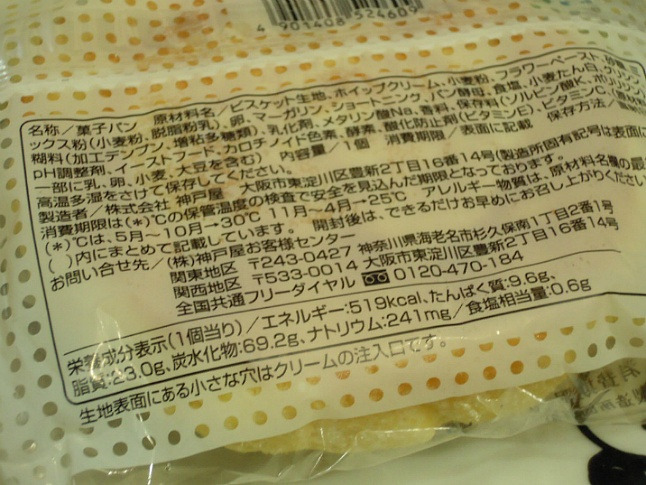 4 901408 524609
名称／菓子パン 原材料名／ビスケット生地、ホイップクリーム、小麦粉、フラワーペースト、砂糖、ミ
ックス粉(小麦粉、脱脂粉乳)、卵、マーガリン、ショートニング、パン酵母、食塩、小麦たん白、グリシン、
糊料(加工デンプン、増粘多糖類)、乳化剤、メタリン酸Na、香料、保存料(ソルビン酸K、ポリリジン)、
pH調整剤、イーストフード、カロチノイド色素、酵素、酸化防止剤(ビタミンE)、ビタミンC、(原材料の
一部に乳、卵、小麦、大豆を含む) 内容量／1個 消費期限／表面に記載 保存方法／直射日
高温多湿をさけて保存してください。
製造者／株式会社 神戸屋 大阪市東淀川区豊新2丁目16番14号(製造所固有記号は表面に
消費期限は(*)℃の保管温度の検査で安全を見込んだ期限となっております。
(*)℃は、5月〜10月→30℃ 11月〜4月→25℃ アレルギー物質は、原材料名欄の最
( )内にまとめて記載しています。 開封後は、できるだけお早めにお召し上がりください
お問い合せ先／(株)神戸屋お客様センター
関東地区 〒243-0427 神奈川県海老名市杉久保南1丁目2番1号
関西地区 〒533-0014 大阪市東淀川区豊新2丁目16番14号
全国共通フリーダイヤル 0120-470-184
栄養成分表示(1個当り)／エネルギー:519kcal、たんぱく質:9.6g、
脂質:23.0g、炭水化物:69.2g、ナトリウム:241mg／食塩相当量:0.6g
生地表面にある小さな穴はクリームの注入口です。